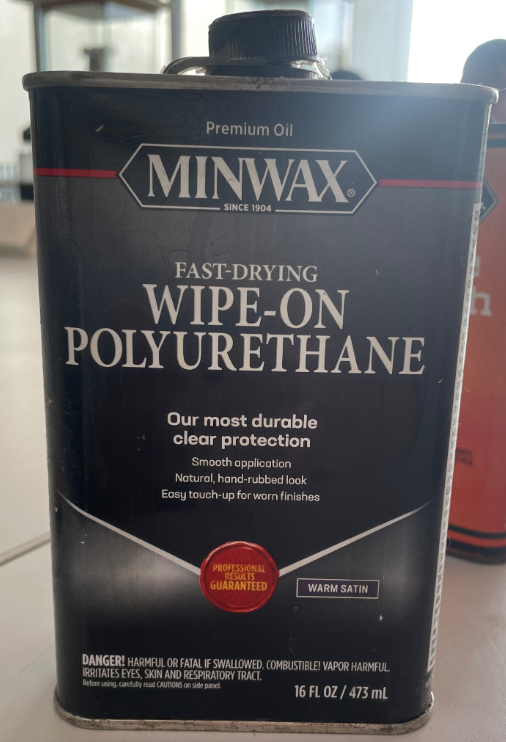 Premium Oil
MINWAX®
SINCE 1904
FAST-DRYING
WIPE-ON
POLYURETHANE
Our most durable
clear protection
Smooth application
Natural, hand-rubbed look
Easy touch-up for worn finishes
PROFESSIONAL
RESULTS
GUARANTEED
WARM SATIN
DANGER! HARMFUL OR FATAL IF SWALLOWED. COMBUSTIBLE! VAPOR HARMFUL.
IRRITATES EYES, SKIN AND RESPIRATORY TRACT.
Before using, carefully read CAUTIONS on side panel.
16 FL OZ / 473 mL